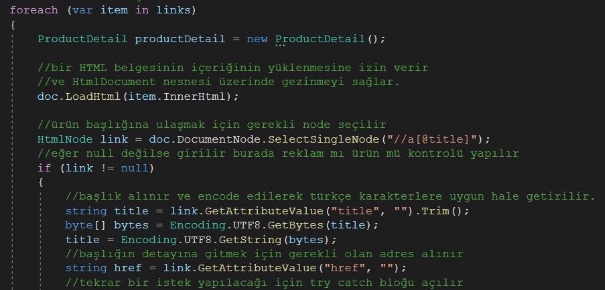 foreach (var item in links)
{
ProductDetail productDetail = new ProductDetail();
//bir HTML belgesinin içeriğinin yüklenmesine izin verir
//ve HtmlDocument nesnesi üzerinde gezinmeyi sağlar.
doc.LoadHtml(item.InnerHtml);
//ürün başlığına ulaşmak için gerekli node seçilir
HtmlNode link = doc.DocumentNode.SelectSingleNode("//a[@title]");
//eğer null değilse girilir burada reklam mı ürün mü kontrolü yapılır
if (link != null)
{
//başlık alınır ve encode edilerek türkçe karakterlere uygun hale getirilir.
string title = link.GetAttributeValue("title", "").Trim();
byte[] bytes = Encoding.UTF8.GetBytes(title);
title = Encoding.UTF8.GetString(bytes);
//başlığın detayına gitmek için gerekli olan adres alınır
string href = link.GetAttributeValue("href", "");
//tekrar bir istek yapılacağı için try catch bloğu açılır